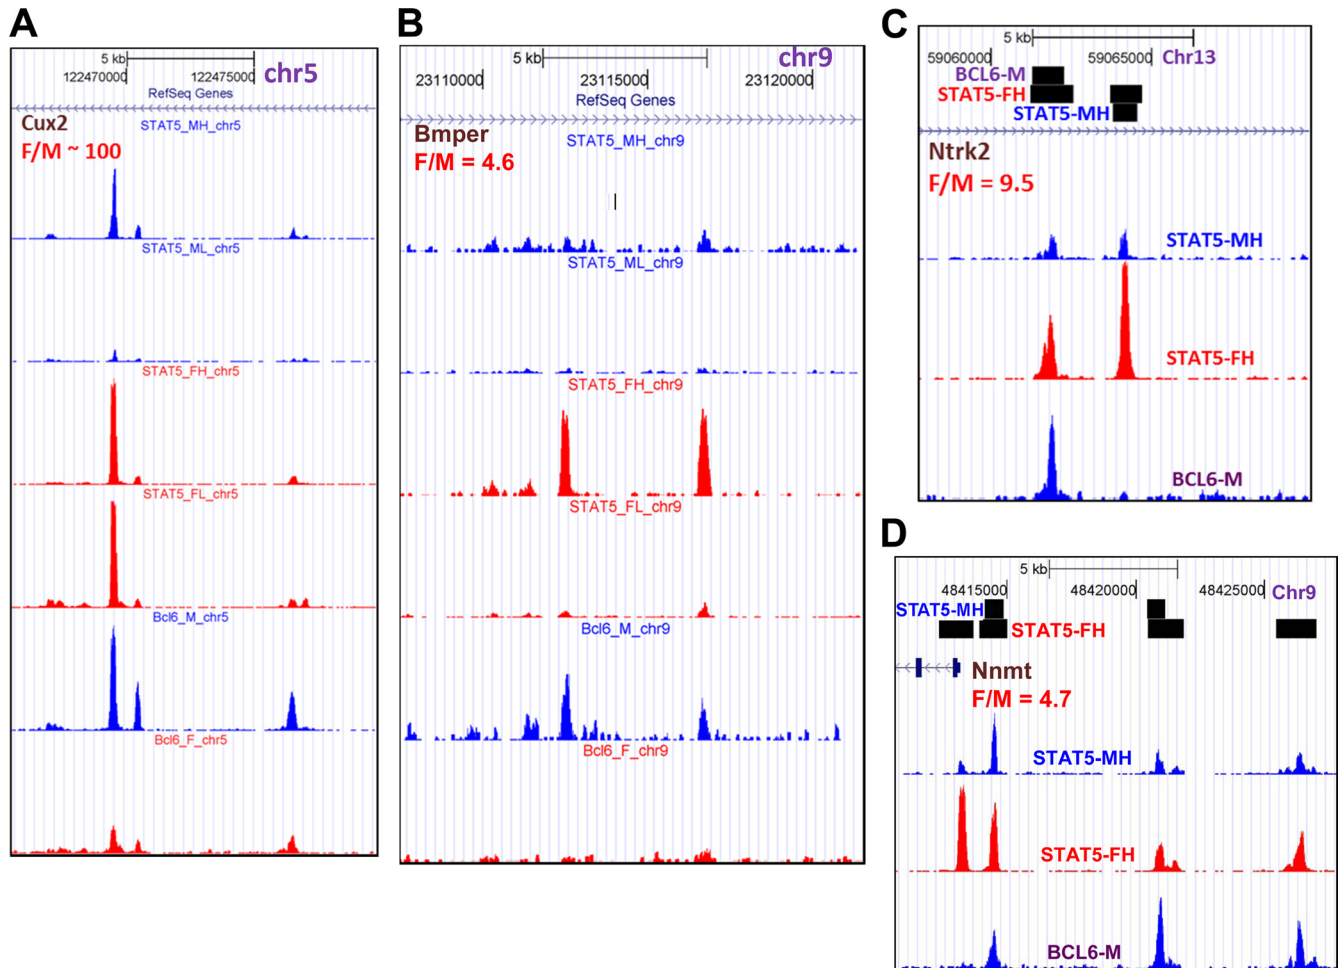 A
5 kb
122470000
122475000
chr5
RefSeq Genes
STAT5_MH_chr5
Cux2
F/M ~ 100
STAT5_ML_chr5
STAT5_FH_chr5
STAT5_FL_chr5
Bcl6_M_chr5
Bcl6_F_chr5
B
5 kb
chr9
23110000
23115000
23120000
RefSeq Genes
STAT5_MH_chr9
Bmper
F/M = 4.6
STAT5_ML_chr9
STAT5_FH_chr9
STAT5_FL_chr9
Bcl6_M_chr9
Bcl6_F_chr9
C
5 kb
59060000
59065000
Chr13
BCL6-M
STAT5-FH
STAT5-MH
Ntrk2
F/M = 9.5
STAT5-MH
STAT5-FH
BCL6-M
D
5 kb
48415000
48420000
48425000
Chr9
STAT5-MH
STAT5-FH
Nnmt
F/M = 4.7
STAT5-MH
STAT5-FH
BCL6-M